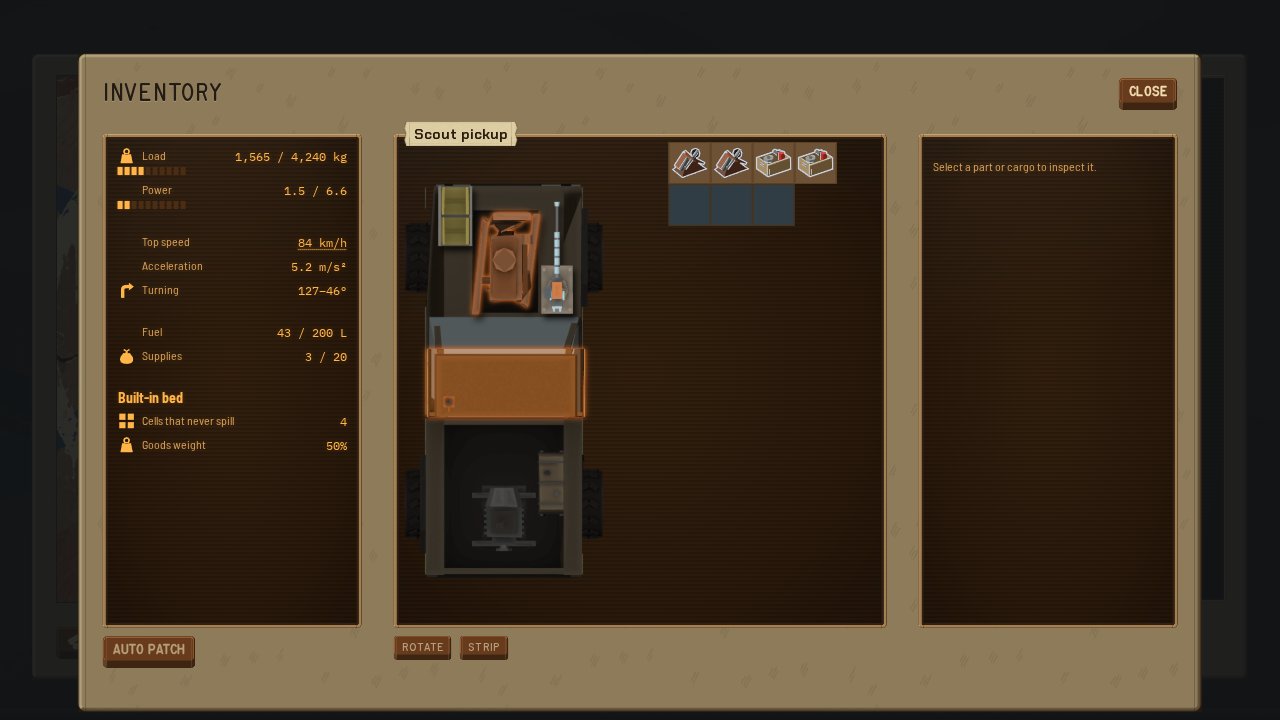 INVENTORY
CLOSE
Scout pickup
Load 1,565 / 4,240 kg
Power 1.5 / 6.6
Top speed 84 km/h
Acceleration 5.2 m/s²
Turning 127–46°
Fuel 43 / 200 L
Supplies 3 / 20
Built-in bed
Cells that never spill 4
Goods weight 50%
Select a part or cargo to inspect it.
AUTO PATCH
ROTATE
STRIP